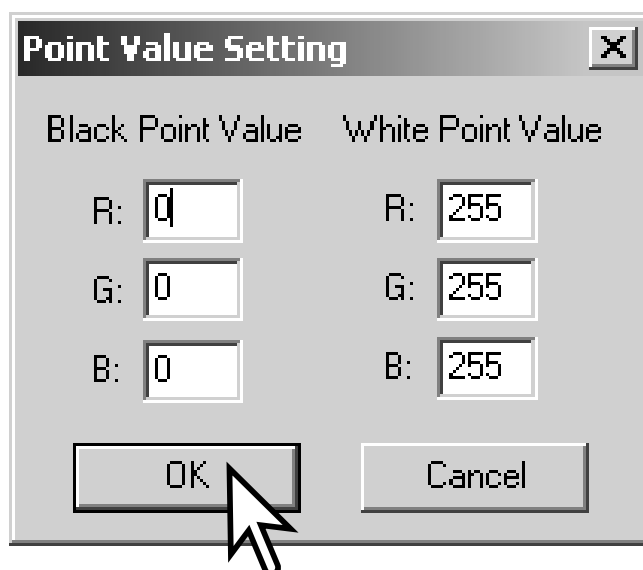 Point Value Setting
Black Point Value White Point Value
R: 0 R: 255
G: 0 G: 255
B: 0 B: 255
OK Cancel